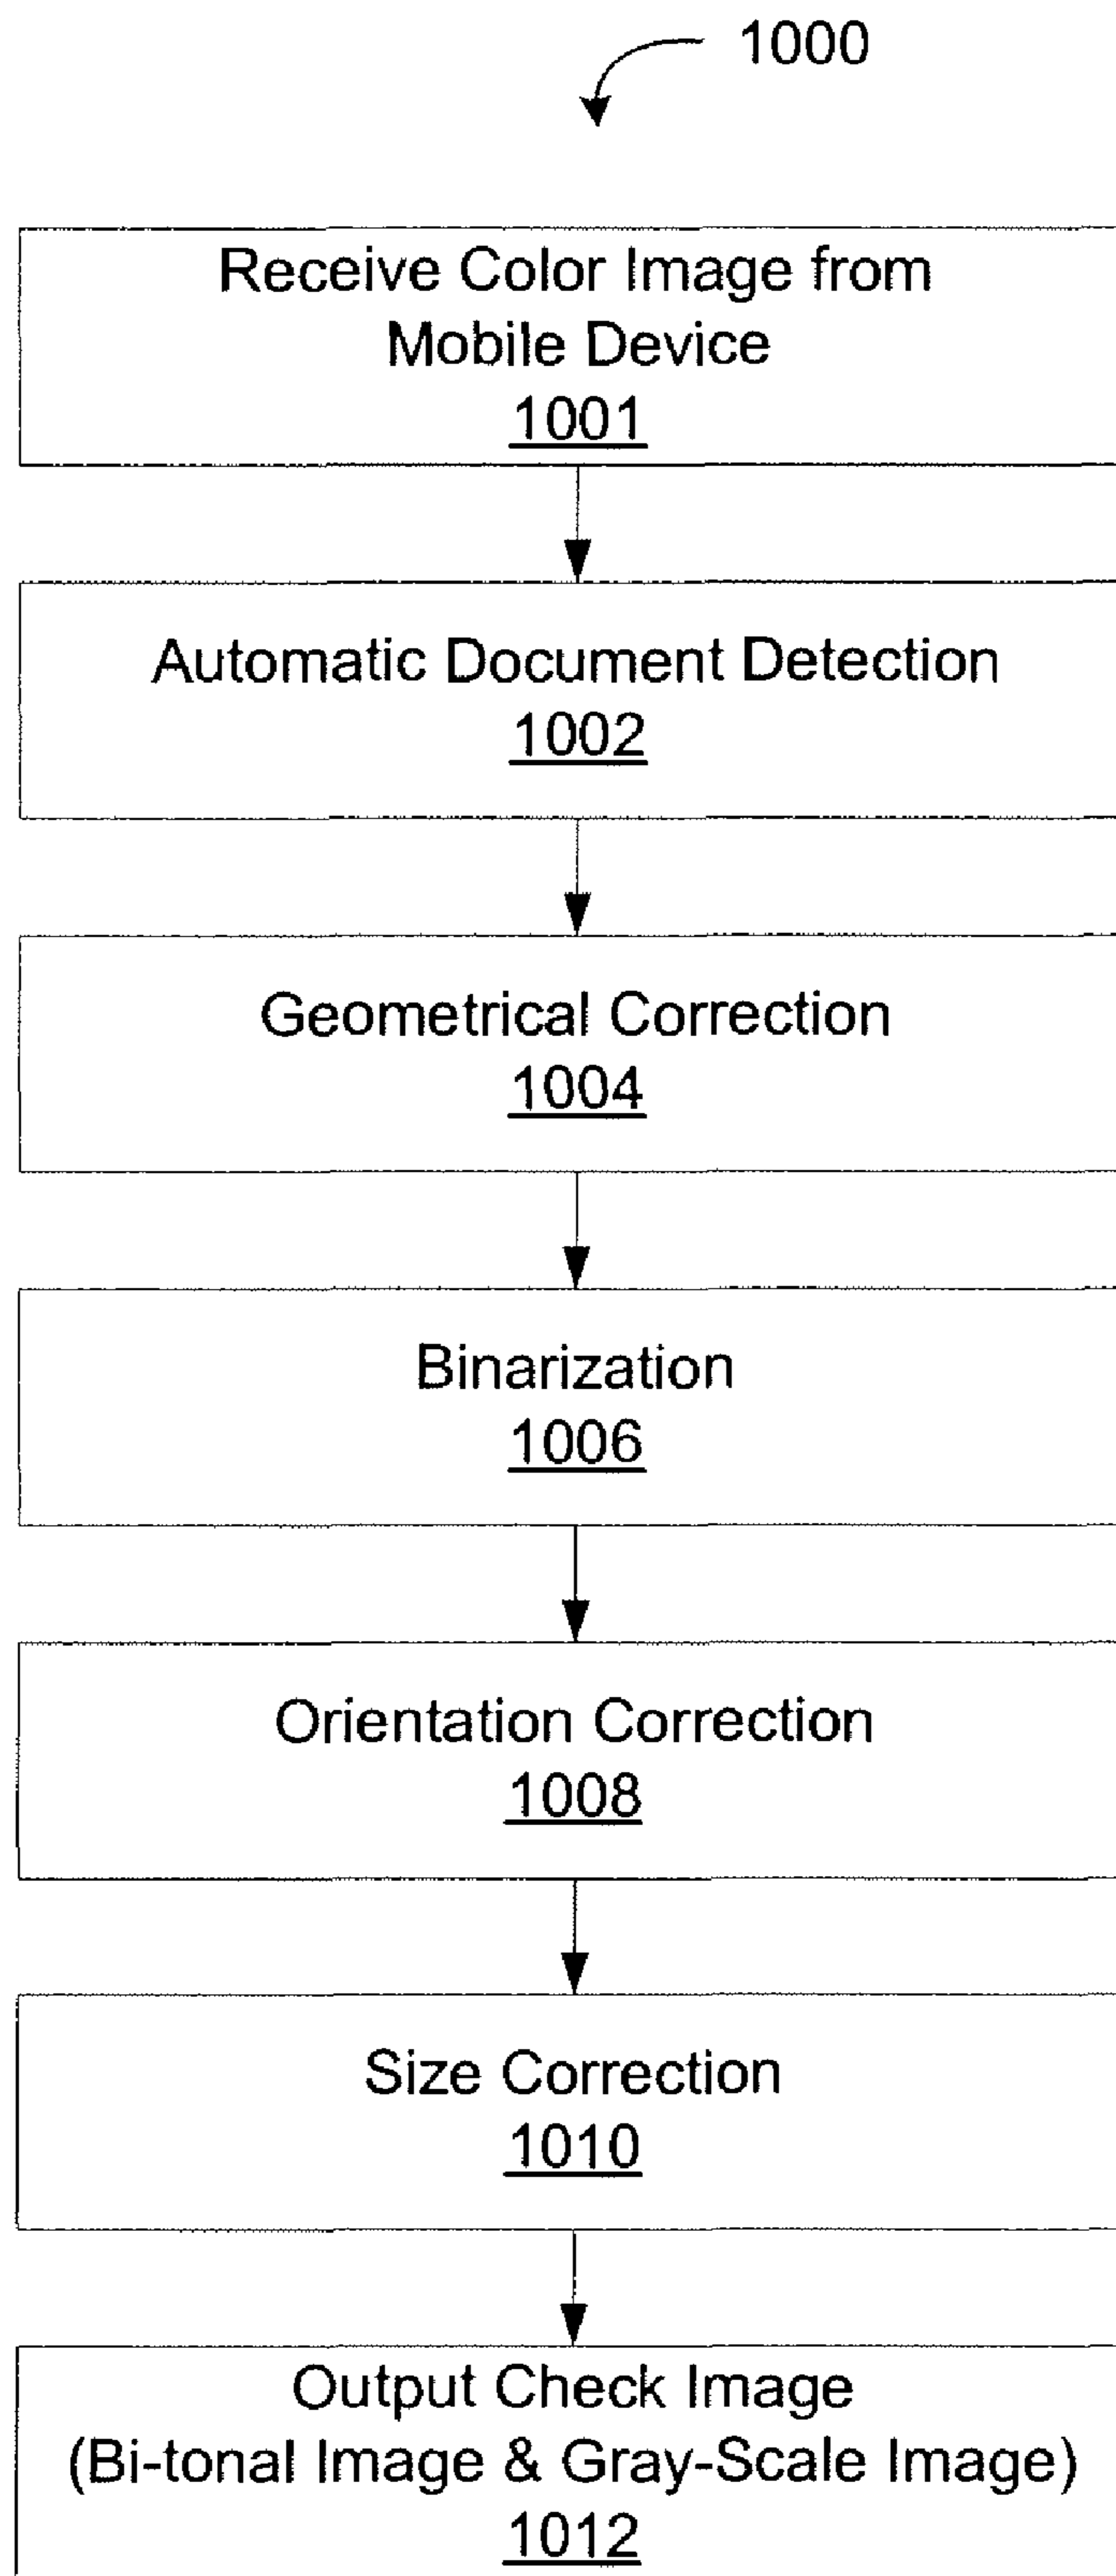 1000
Receive Color Image from
Mobile Device
1001
Automatic Document Detection
1002
Geometrical Correction
1004
Binarization
1006
Orientation Correction
1008
Size Correction
1010
Output Check Image
(Bi-tonal Image & Gray-Scale Image)
1012